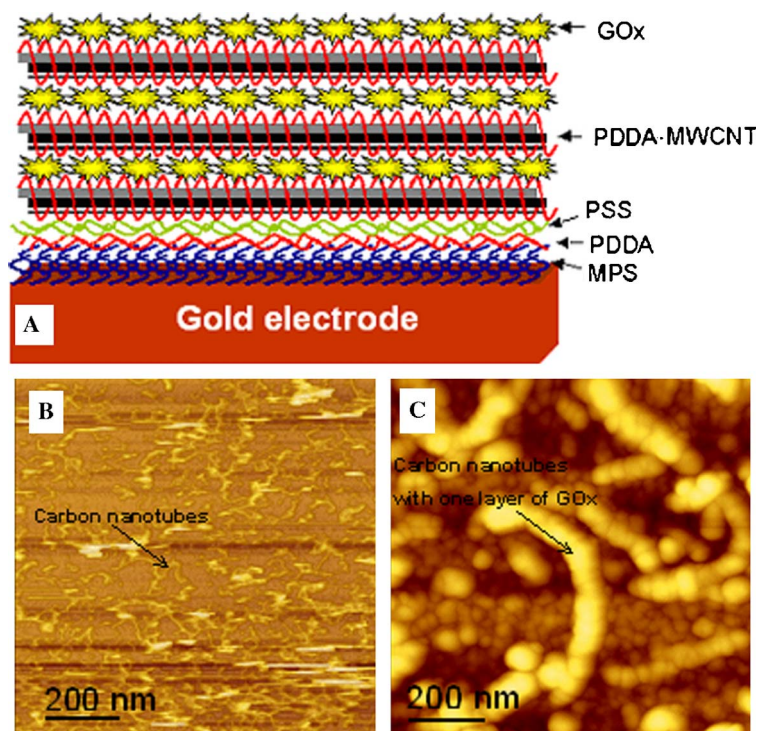 GOx
PDDA-MWCNT
PSS
PDDA
MPS
A
Gold electrode
B
Carbon nanotubes
200 nm
C
Carbon nanotubes
with one layer of GOx
200 nm